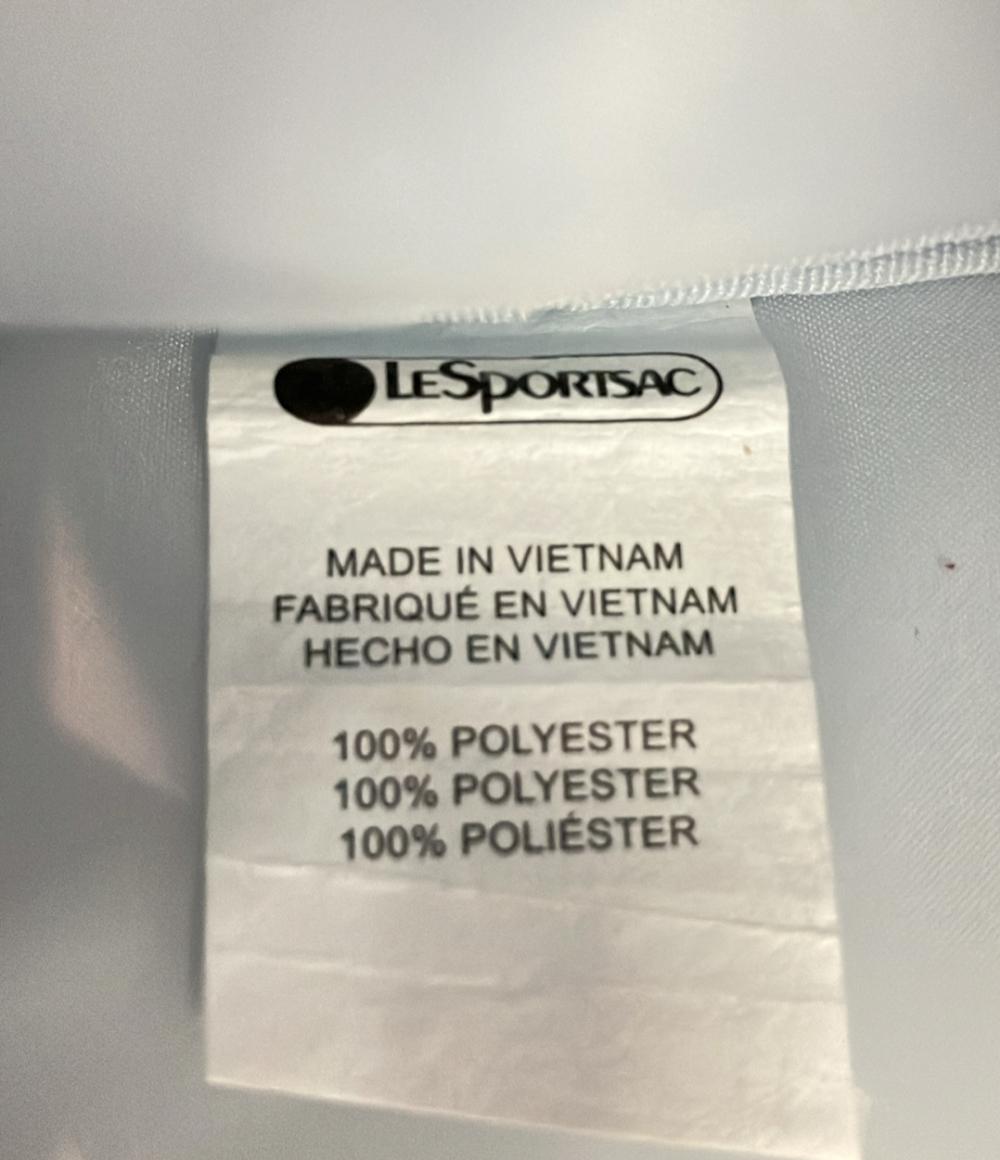 LESPORTSAC
MADE IN VIETNAM
FABRIQUÉ EN VIETNAM
HECHO EN VIETNAM
100% POLYESTER
100% POLYESTER
100% POLIÉSTER